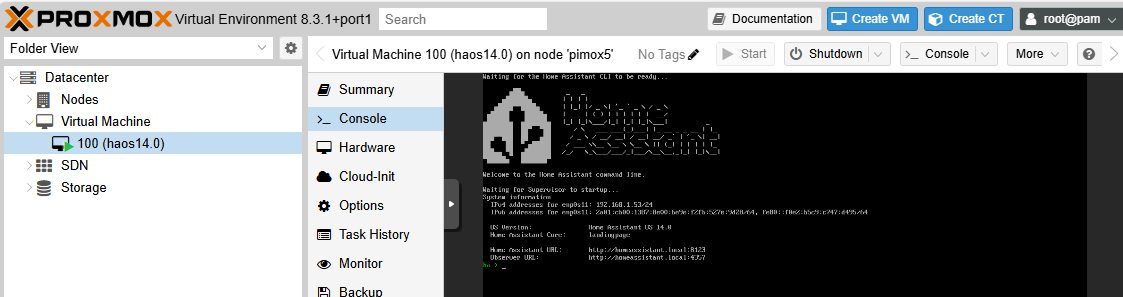 PROXMOX Virtual Environment 8.3.1+port1 Search Documentation Create VM Create CT root@pam
Folder View
Virtual Machine 100 (haos14.0) on node 'pimox5' No Tags Start Shutdown Console More
Datacenter
Nodes
Virtual Machine
100 (haos14.0)
SDN
Storage
Summary
Console
Hardware
Cloud-Init
Options
Task History
Monitor
Backup
Waiting for the Home Assistant CLI to be ready...
Home
Assistant
Welcome to the Home Assistant command line.
Waiting for Supervisor to startup...
System information
IPv4 addresses for enp0s11: 192.168.1.53/24
IPv6 addresses for enp0s11:
OS Version: Home Assistant OS 14.0
Home Assistant Core: landingpage
Home Assistant URL: http://homeassistant.local:8123
Observer URL: http://homeassistant.local:4357
ha > _